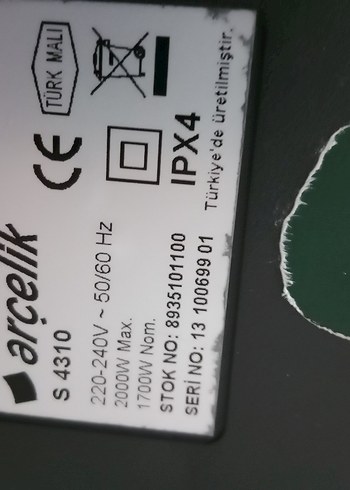 arçelik
S 4310
220-240V ~ 50/60 Hz
2000W Max.
1700W Nom.
STOK NO: 8935101100
SERİ NO: 13 100699 01
CE
IPX4
TÜRK MALI
Türkiye'de üretilmiştir.